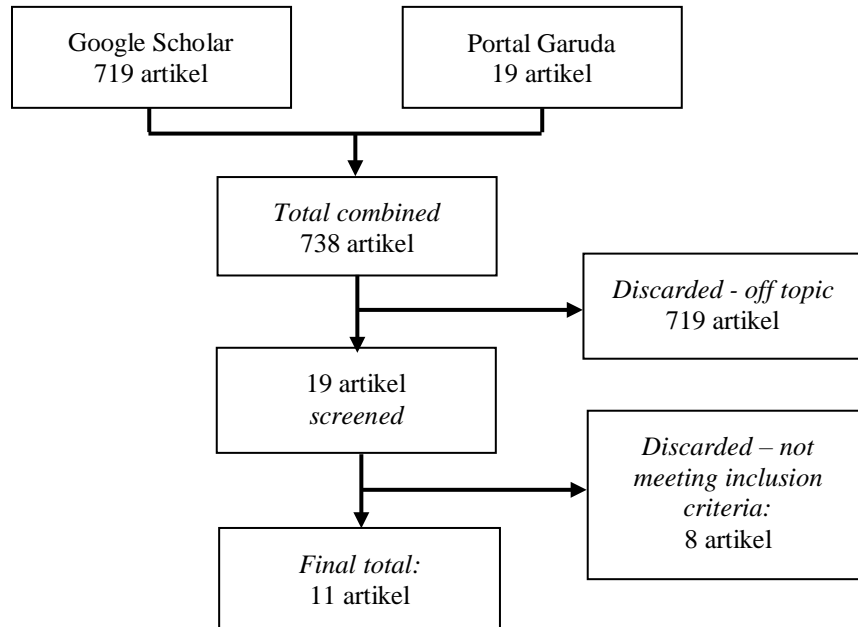 Google Scholar
719 artikel
Portal Garuda
19 artikel
Total combined
738 artikel
Discarded - off topic
719 artikel
19 artikel
screened
Discarded – not
meeting inclusion
criteria:
8 artikel
Final total:
11 artikel